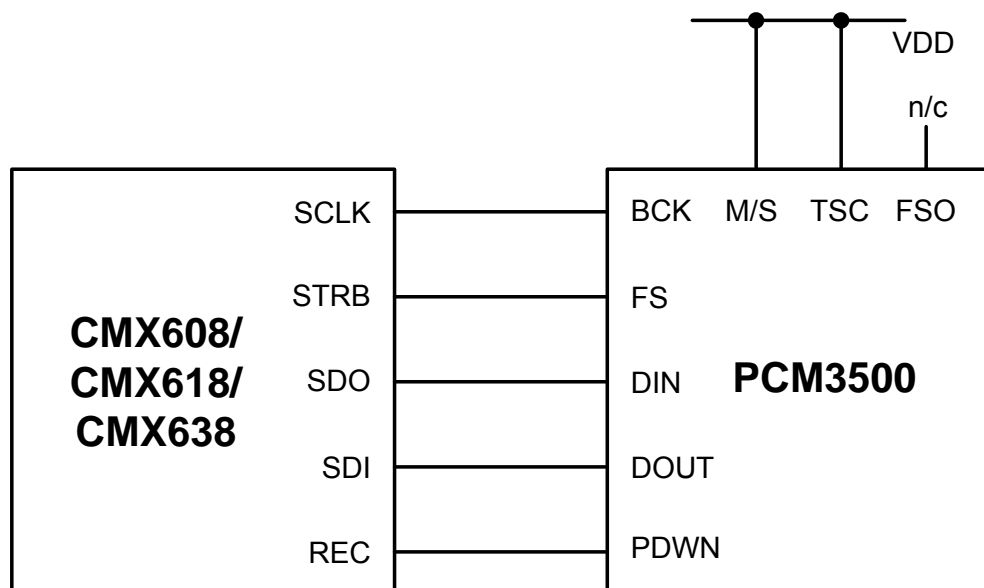 VDD
n/c
SCLK
BCK M/S TSC FSO
STRB
FS
CMX608/
CMX618/
CMX638
SDO
DIN
PCM3500
SDI
DOUT
REC
PDWN